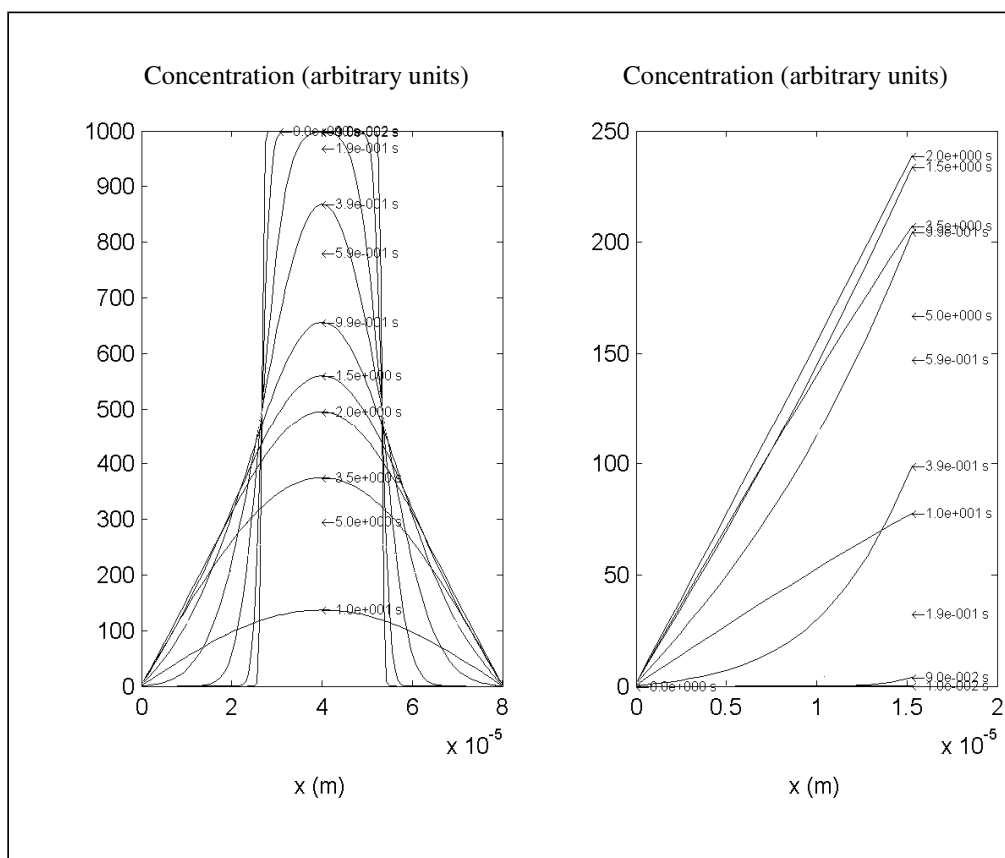 Concentration (arbitrary units)
1000
900
800
700
600
500
400
300
200
100
0
0 2 4 6 8
x 10⁻⁵
x (m)
←1.9e-001 s
←3.9e-001 s
←5.9e-001 s
←9.9e-001 s
←1.5e+000 s
←2.0e+000 s
←3.5e+000 s
←5.0e+000 s
←1.0e+001 s
Concentration (arbitrary units)
250
200
150
100
50
0
0 0.5 1 1.5 2
x 10⁻⁵
x (m)
←2.0e+000 s
←1.5e+000 s
←5.0e+000 s
←5.9e-001 s
←3.9e-001 s
←1.0e+001 s
←1.9e-001 s
←9.0e-002 s
←1.0e-002 s
←0.0e+000 s